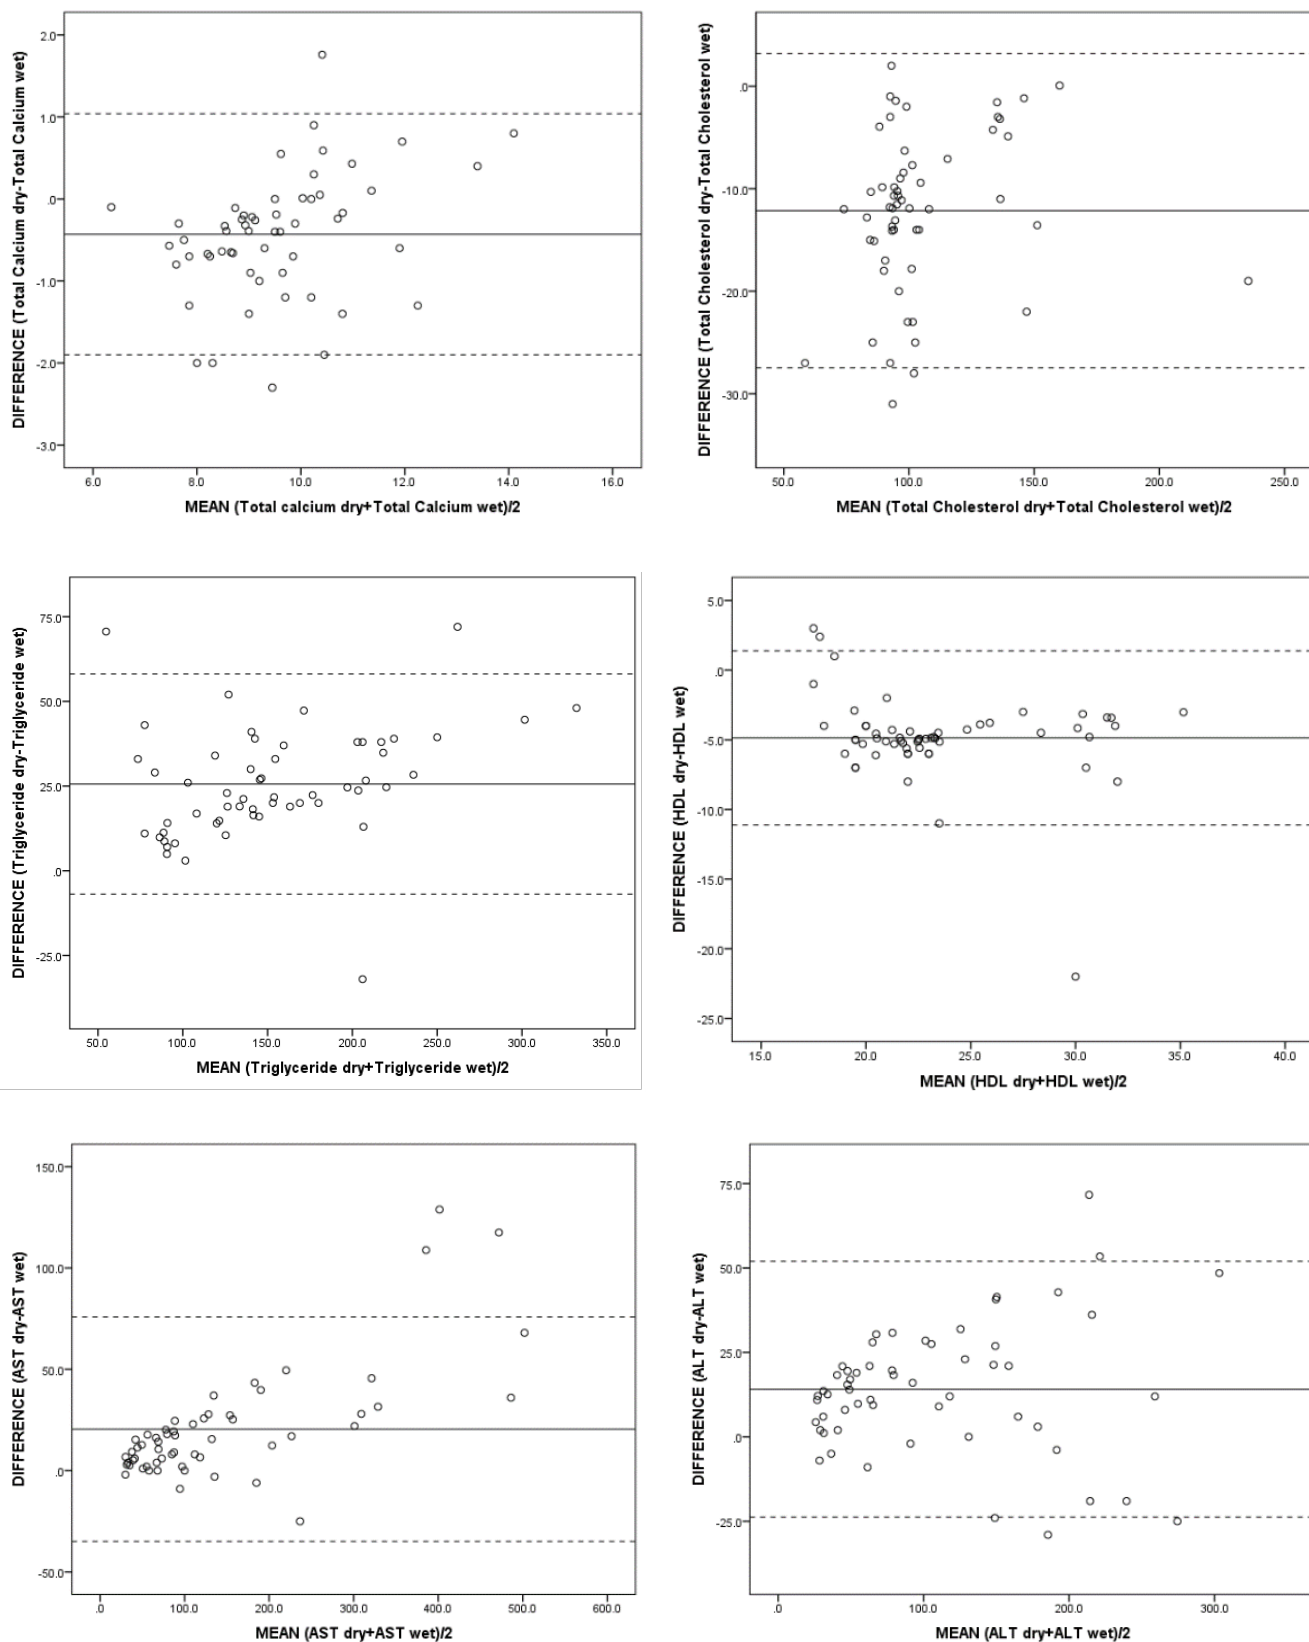 DIFFERENCE (Total Calcium dry-Total Calcium wet)
2.0
1.0
.0
-1.0
-2.0
-3.0
6.0 8.0 10.0 12.0 14.0 16.0
MEAN (Total calcium dry+Total Calcium wet)/2
DIFFERENCE (Total Cholesterol dry-Total Cholesterol wet)
.0
-10.0
-20.0
-30.0
50.0 100.0 150.0 200.0 250.0
MEAN (Total Cholesterol dry+Total Cholesterol wet)/2
DIFFERENCE (Triglyceride dry-Triglyceride wet)
75.0
50.0
25.0
.0
-25.0
50.0 100.0 150.0 200.0 250.0 300.0 350.0
MEAN (Triglyceride dry+Triglyceride wet)/2
DIFFERENCE (HDL dry-HDL wet)
5.0
.0
-5.0
-10.0
-15.0
-20.0
-25.0
15.0 20.0 25.0 30.0 35.0 40.0
MEAN (HDL dry+HDL wet)/2
DIFFERENCE (AST dry-AST wet)
150.0
100.0
50.0
.0
-50.0
.0 100.0 200.0 300.0 400.0 500.0 600.0
MEAN (AST dry+AST wet)/2
DIFFERENCE (ALT dry-ALT wet)
75.0
50.0
25.0
.0
-25.0
.0 100.0 200.0 300.0
MEAN (ALT dry+ALT wet)/2